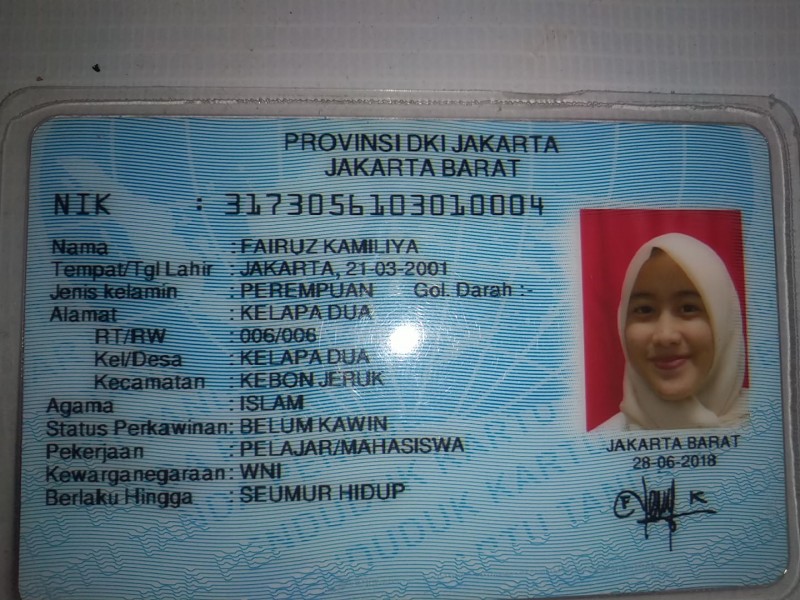 PROVINSI DKI JAKARTA
JAKARTA BARAT
NIK : 3173056103010004
Nama : FAIRUZ KAMILIYA
Tempat/Tgl Lahir : JAKARTA, 21-03-2001
Jenis kelamin : PEREMPUAN Gol. Darah :-
Alamat : KELAPA DUA
RT/RW : 006/006
Kel/Desa : KELAPA DUA
Kecamatan : KEBON JERUK
Agama : ISLAM
Status Perkawinan: BELUM KAWIN
Pekerjaan : PELAJAR/MAHASISWA
Kewarganegaraan: WNI
Berlaku Hingga : SEUMUR HIDUP
JAKARTA BARAT
28-06-2018